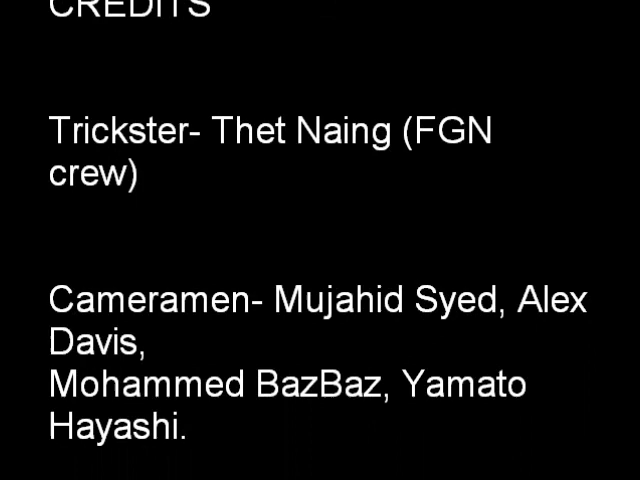 CREDITS
Trickster- Thet Naing (FGN
crew)
Cameramen- Mujahid Syed, Alex
Davis,
Mohammed BazBaz, Yamato
Hayashi.